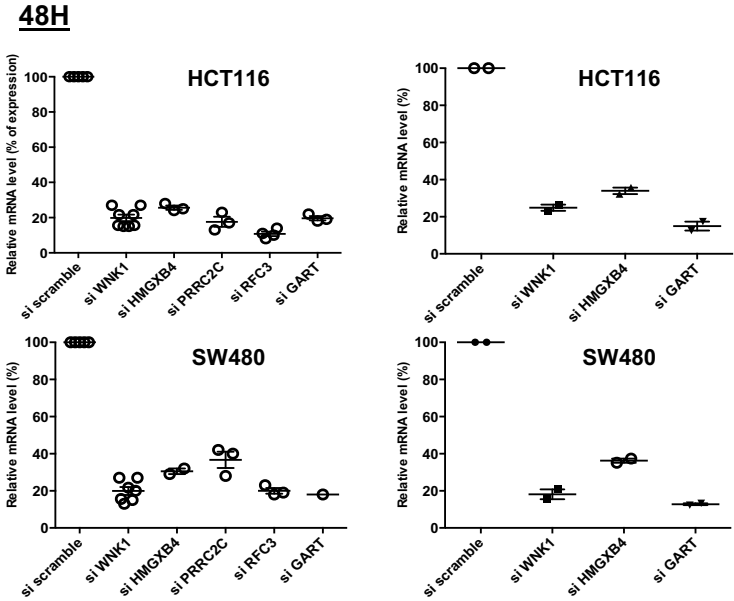 48H
HCT116
Relative mRNA level (% of expression)
100
80
60
40
20
0
si scramble
si WNK1
si HMGXB4
si PRRC2C
si RFC3
si GART
HCT116
Relative mRNA level (%)
100
80
60
40
20
0
si scramble
si WNK1
si HMGXB4
si GART
SW480
Relative mRNA level (%)
100
80
60
40
20
0
si scramble
si WNK1
si HMGXB4
si PRRC2C
si RFC3
si GART
SW480
Relative mRNA level (%)
100
80
60
40
20
0
si scramble
si WNK1
si HMGXB4
si GART